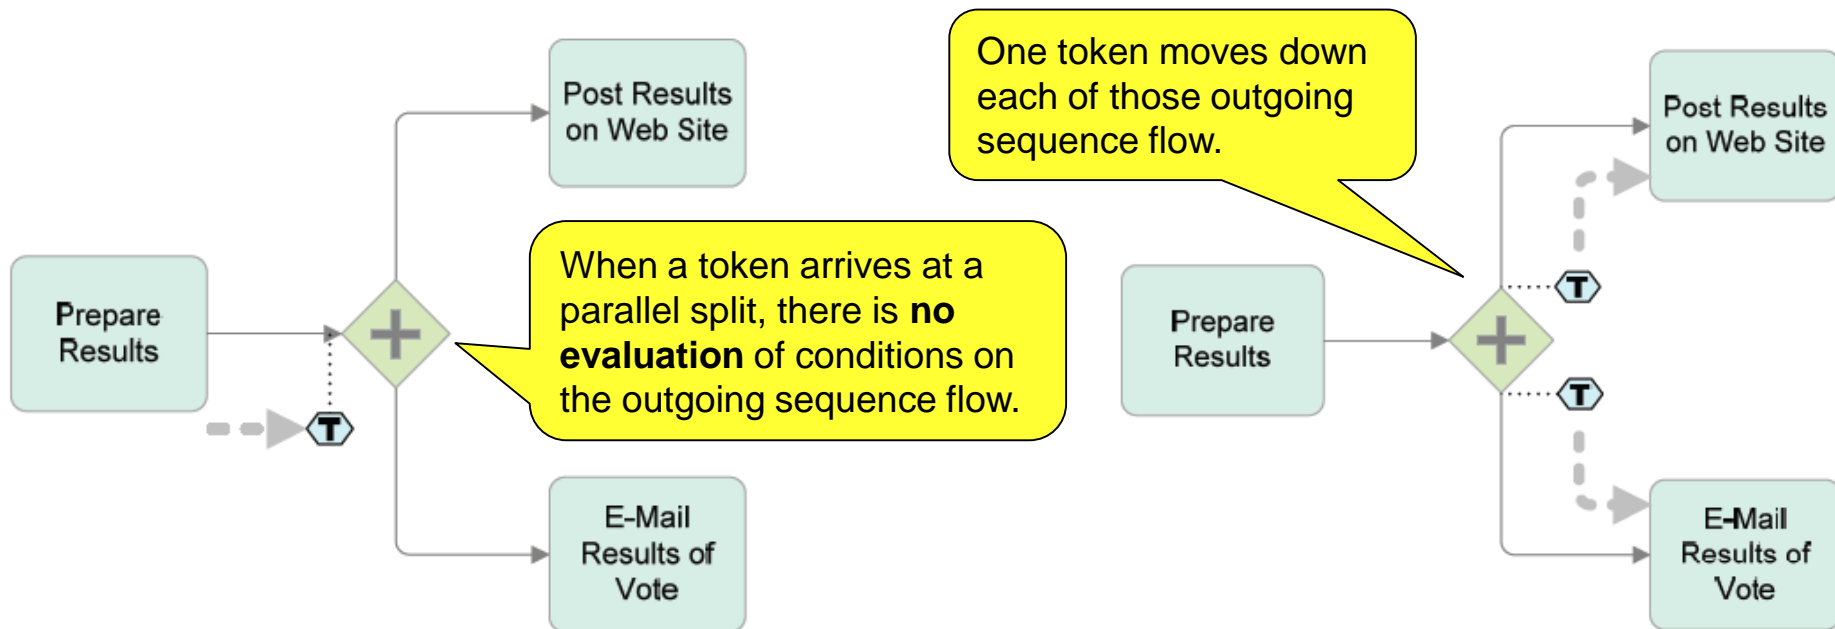 Post Results
on Web Site
When a token arrives at a
parallel split, there is no
evaluation of conditions on
the outgoing sequence flow.
Prepare
Results
T
E-Mail
Results of
Vote
One token moves down
each of those outgoing
sequence flow.
Post Results
on Web Site
T
Prepare
Results
T
E-Mail
Results of
Vote